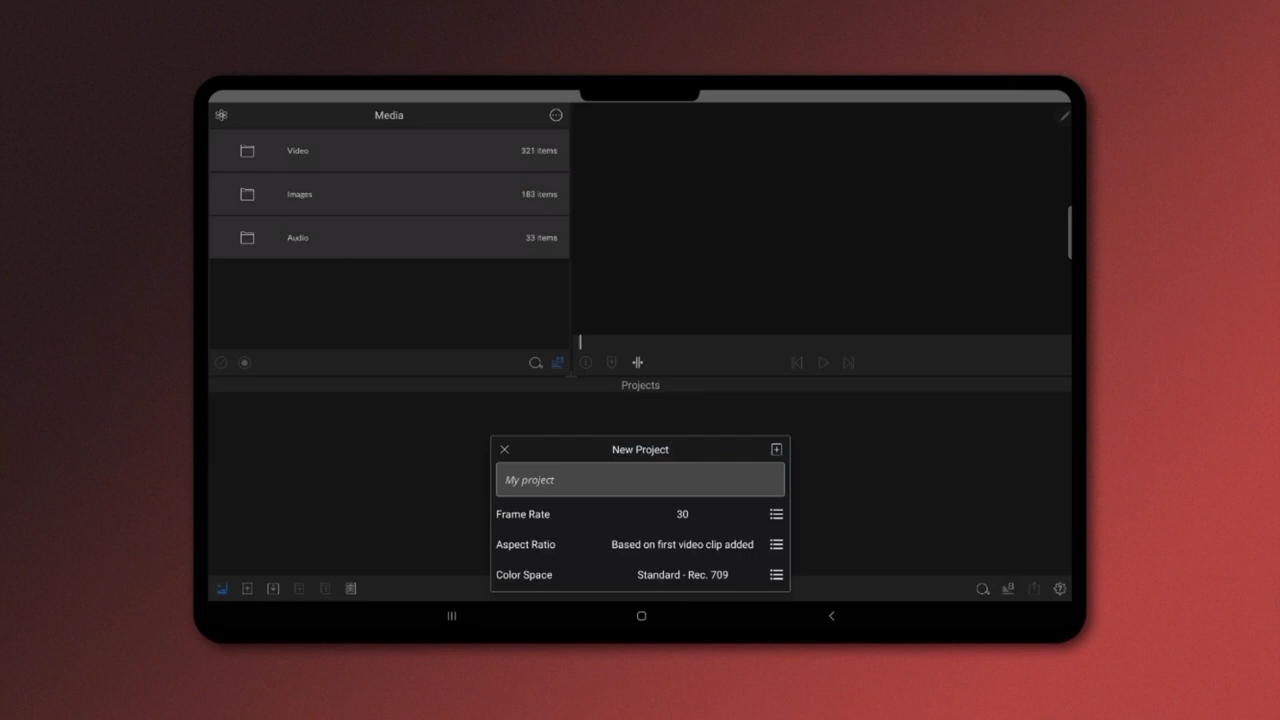 Media
Video 321 items
Images 183 items
Audio 33 items
Projects
New Project
My project
Frame Rate 30
Aspect Ratio Based on first video clip added
Color Space Standard - Rec. 709